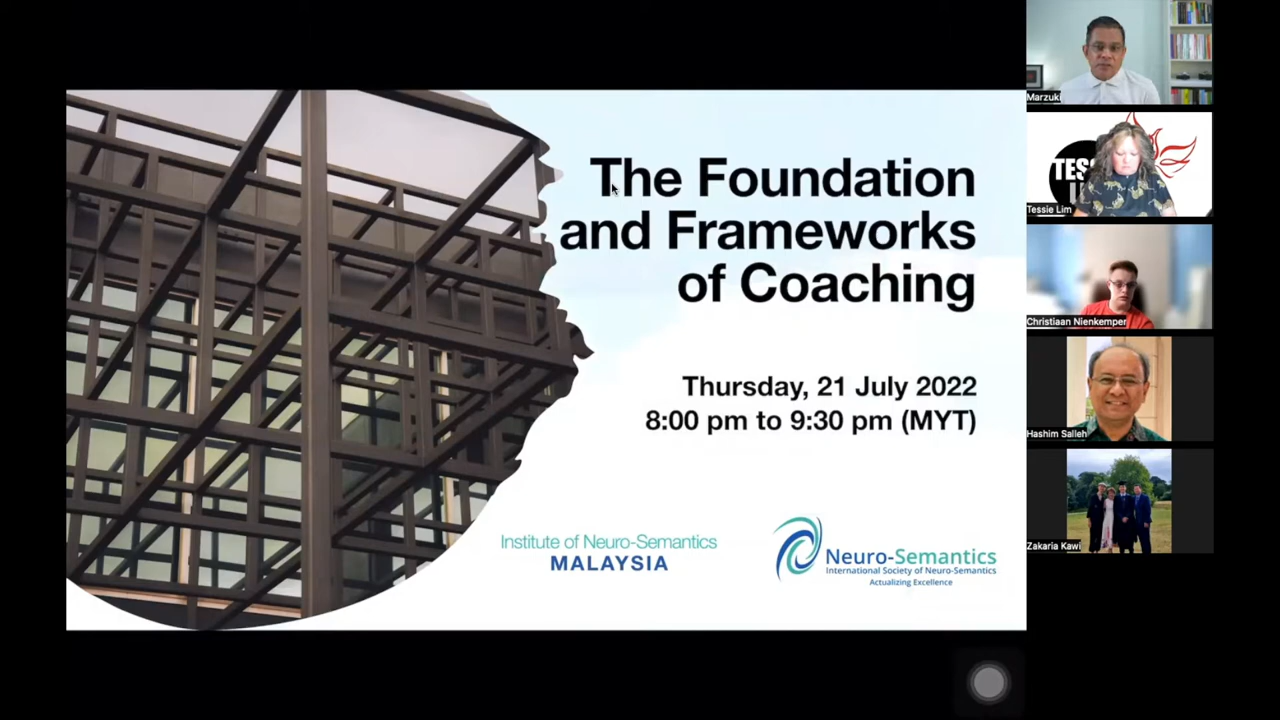 The Foundation
and Frameworks
of Coaching
Thursday, 21 July 2022
8:00 pm to 9:30 pm (MYT)
Institute of Neuro-Semantics
MALAYSIA
Neuro-Semantics
International Society of Neuro-Semantics
Actualizing Excellence
Marzuki
TESS
Tessie Lim
Christiaan Nienkemper
Hashim Salleh
Zakaria Kawi